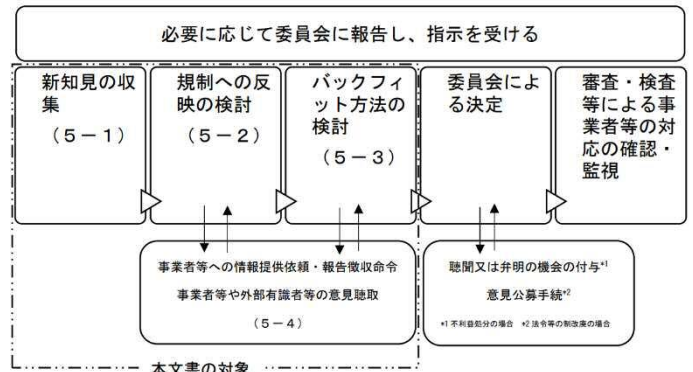 必要に応じて委員会に報告し、指示を受ける
新知見の収
集
（５－１）
規制への反
映の検討
（５－２）
バックフィ
ット方法の
検討
（５－３）
委員会によ
る決定
審査・検査
等による事
業者等の対
応の確認・
監視
事業者等への情報提供依頼・報告徴収命令
事業者等や外部有識者等の意見聴取
（５－４）
聴聞又は弁明の機会の付与*1
意見公募手続*2
*1 不利益処分の場合　*2 法令等の制改廃の場合
本文書の対象